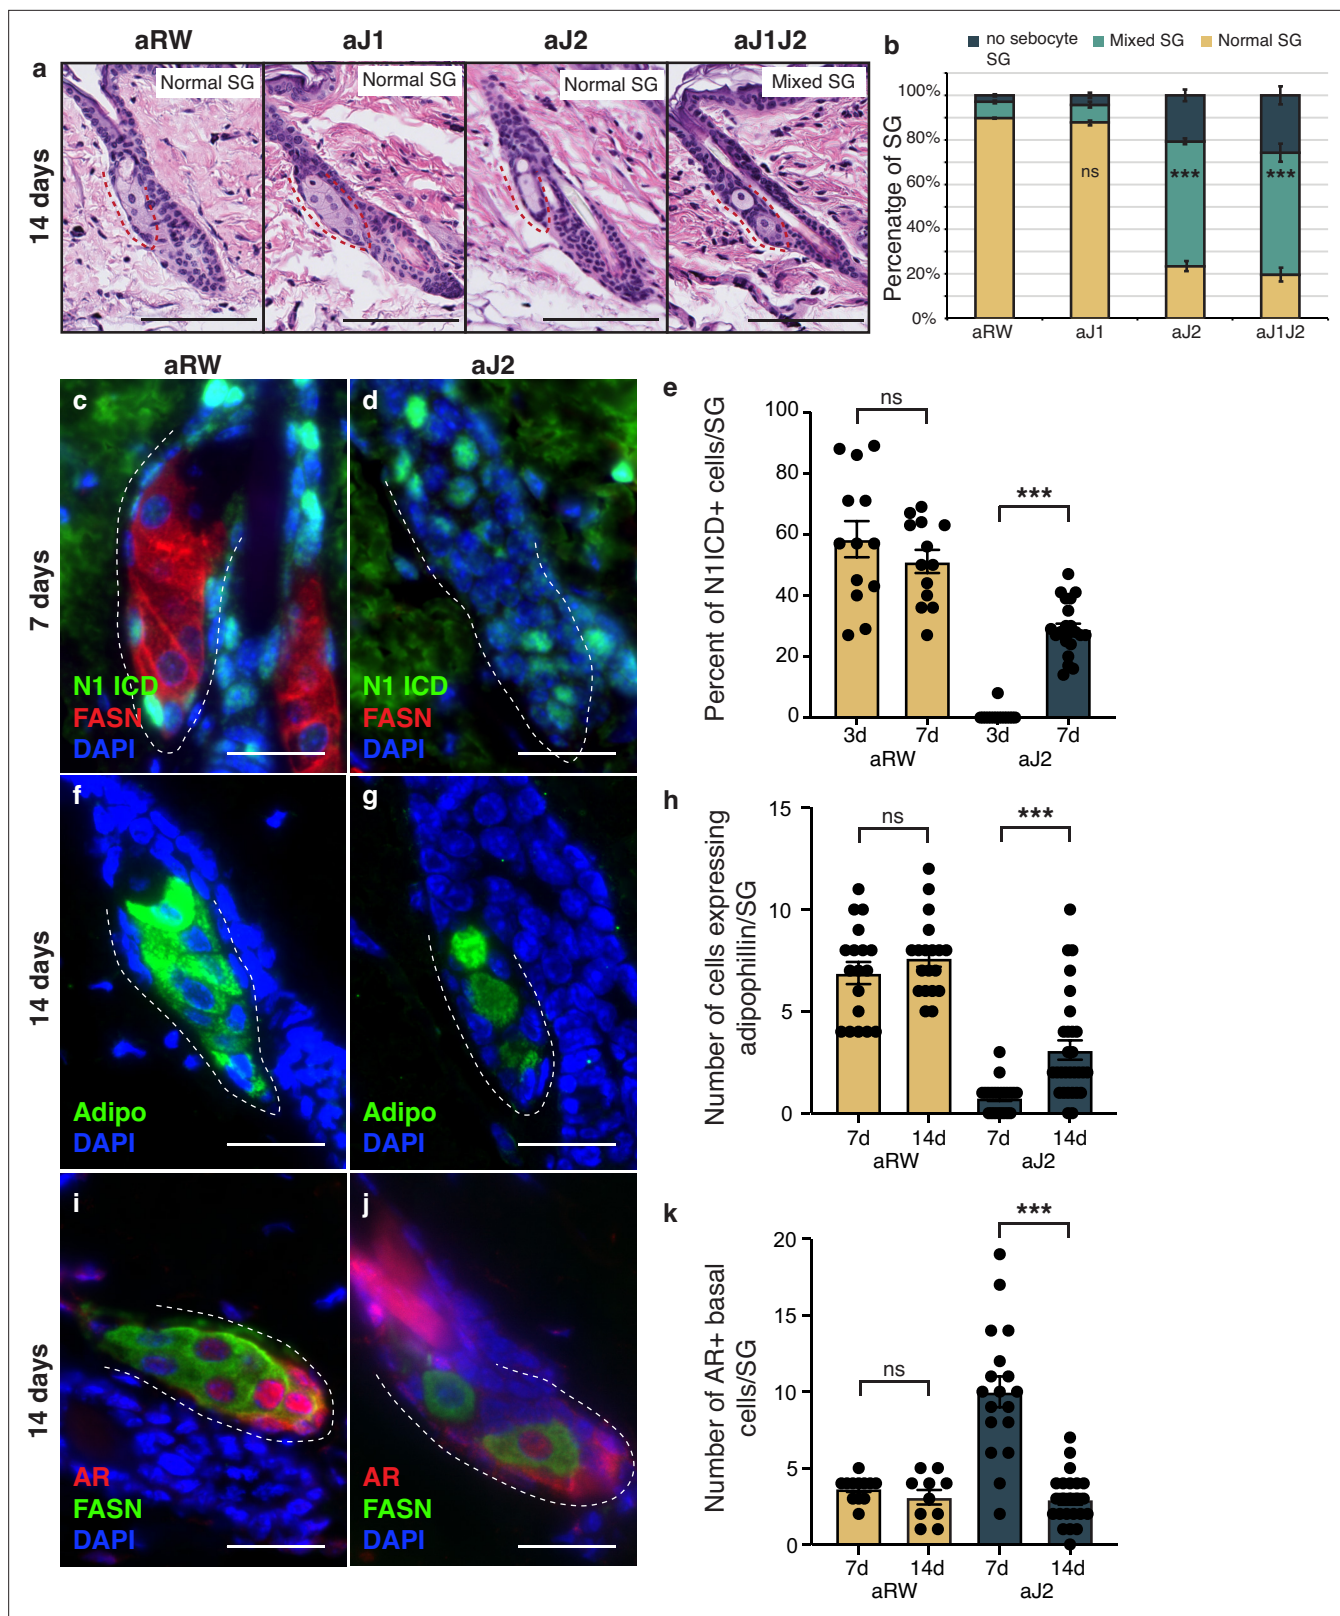 aRW aJ1 aJ2 aJ1J2
a
14 days
Normal SG
Normal SG
Normal SG
Mixed SG
b
no sebocyte SG
Mixed SG
Normal SG
Percenatge of SG
100%
80%
60%
40%
20%
0%
ns
***
***
aRW aJ1 aJ2 aJ1J2
aRW aJ2
7 days
c
N1 ICD
FASN
DAPI
d
N1 ICD
FASN
DAPI
e
Percent of N1ICD+ cells/SG
100
80
60
40
20
0
ns
***
3d 7d 3d 7d
aRW aJ2
14 days
f
Adipo
DAPI
g
Adipo
DAPI
h
Number of cells expressing
adipophillin/SG
15
10
5
0
ns
***
7d 14d 7d 14d
aRW aJ2
14 days
i
AR
FASN
DAPI
j
AR
FASN
DAPI
k
Number of AR+ basal
cells/SG
20
15
10
5
0
ns
***
7d 14d 7d 14d
aRW aJ2